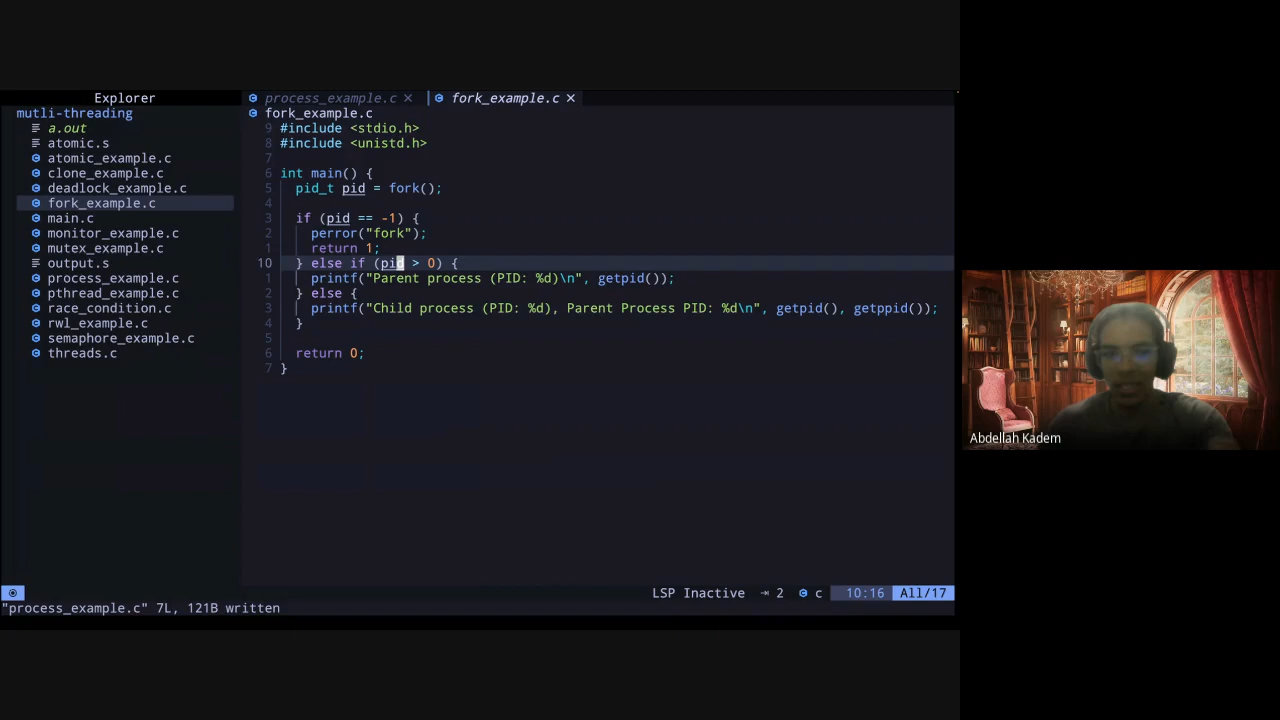 Explorer
mutli-threading
a.out
atomic.s
atomic_example.c
clone_example.c
deadlock_example.c
fork_example.c
main.c
monitor_example.c
mutex_example.c
output.s
process_example.c
pthread_example.c
race_condition.c
rwl_example.c
semaphore_example.c
threads.c
process_example.c × fork_example.c ×
fork_example.c
9 #include <stdio.h>
8 #include <unistd.h>
7
6 int main() {
5 pid_t pid = fork();
4
3 if (pid == -1) {
2 perror("fork");
1 return 1;
10 } else if (pid > 0) {
1 printf("Parent process (PID: %d)\n", getpid());
2 } else {
3 printf("Child process (PID: %d), Parent Process PID: %d\n", getpid(), getppid());
4 }
5
6 return 0;
7 }
LSP Inactive ⇥ 2 c 10:16 All/17
"process_example.c" 7L, 121B written
Abdellah Kadem